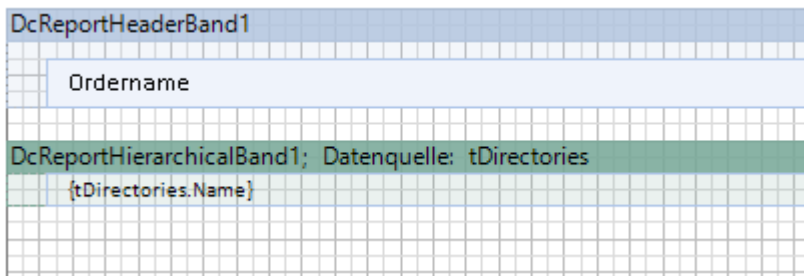 DcReportHeaderBand1
Ordername
DcReportHierarchicalBand1; Datenquelle: tDirectories
{tDirectories.Name}